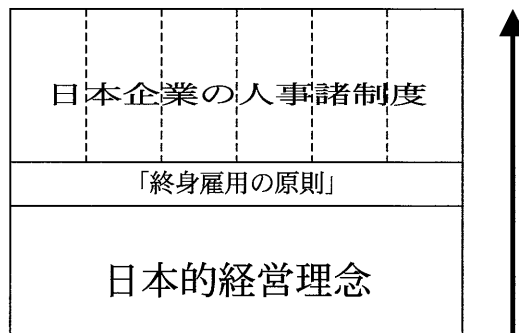 日本企業の人事諸制度
「終身雇用の原則」
日本的経営理念